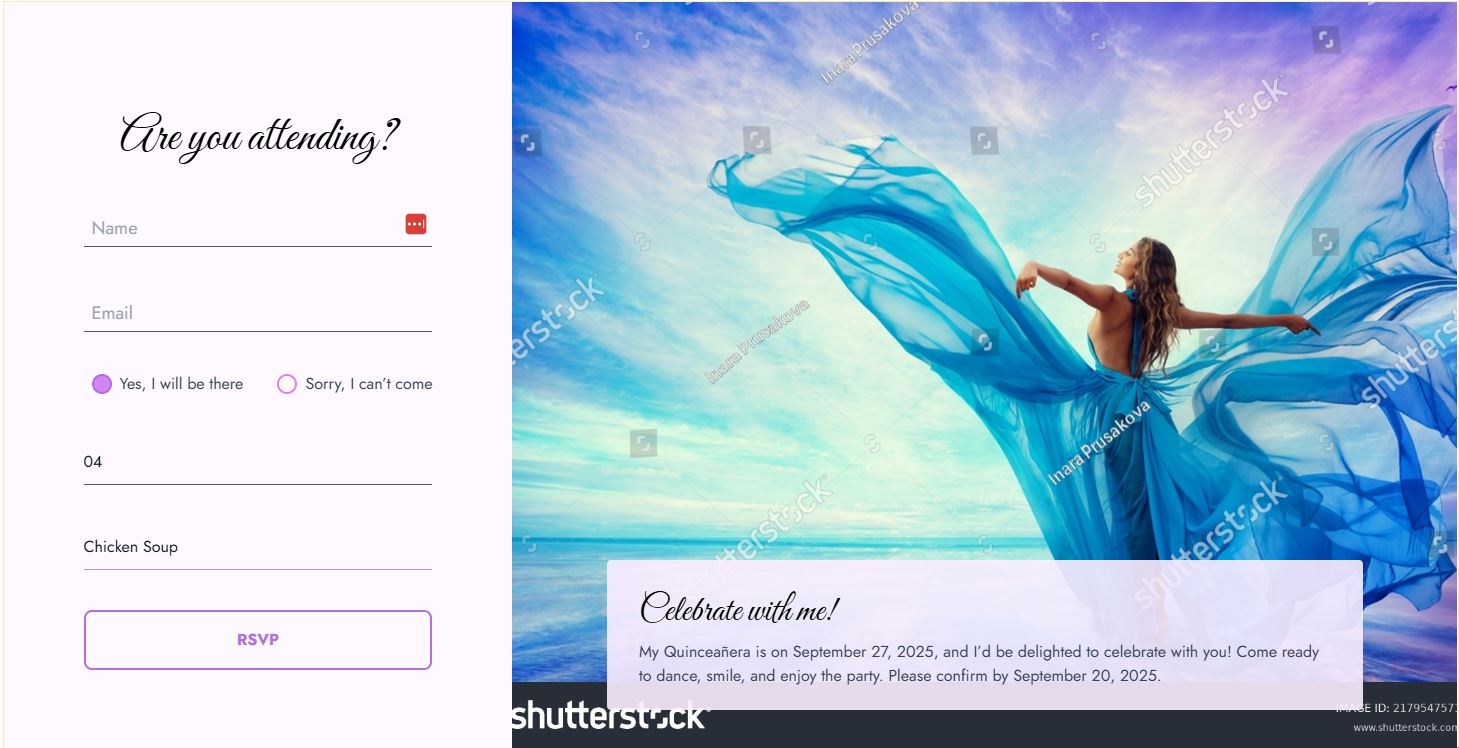 Are you attending?
Name
Email
Yes, I will be there
Sorry, I can't come
04
Chicken Soup
RSVP
Inara Prusakova
shutterstock
erstock
Inara Prusakova
shutterst
Inara Prusakova
shutterstock
shutterstock
Celebrate with me!
My Quinceañera is on September 27, 2025, and I'd be delighted to celebrate with you! Come ready
to dance, smile, and enjoy the party. Please confirm by September 20, 2025.
shutterstock
IMAGE ID: 2179547573
www.shutterstock.com